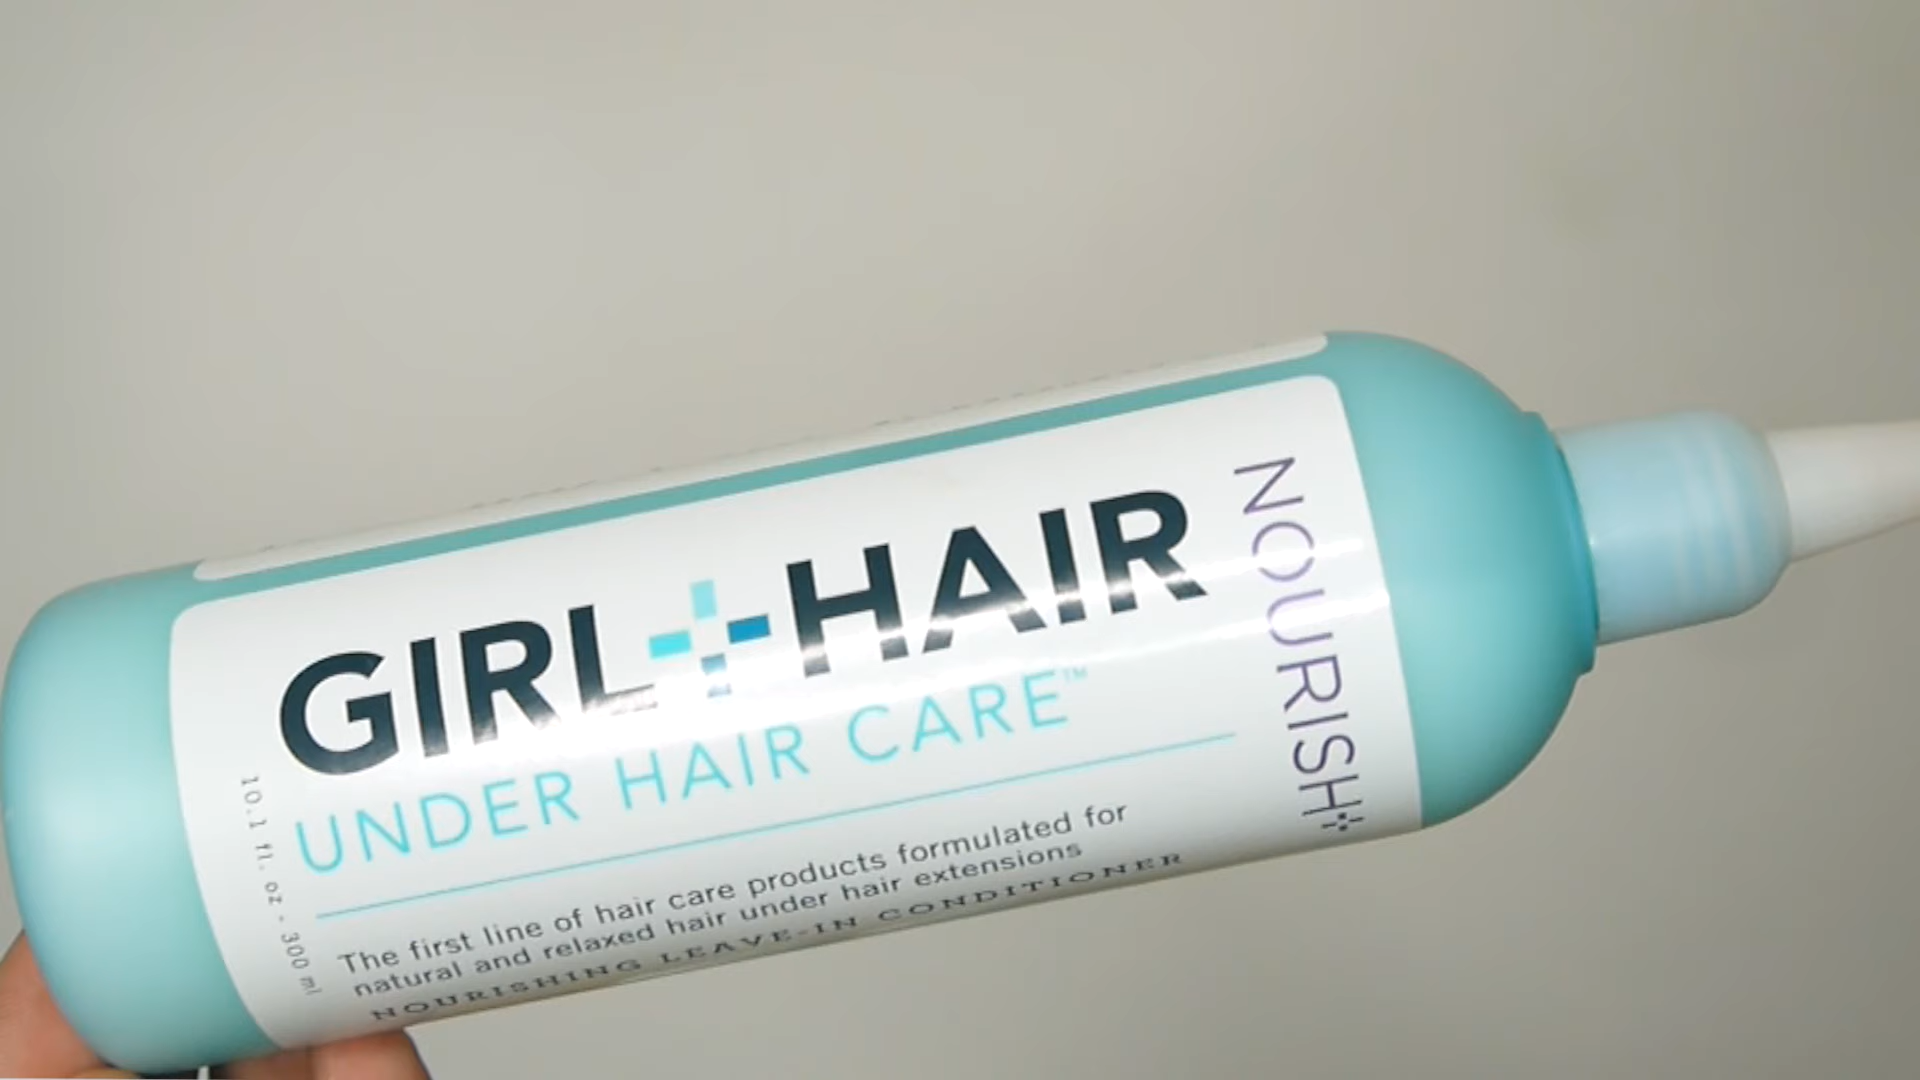 GIRL+HAIR
UNDER HAIR CARE™
The first line of hair care products formulated for
natural and relaxed hair under hair extensions
NOURISHING LEAVE-IN CONDITIONER
NOURISH+
10.1 fl. oz - 300 ml